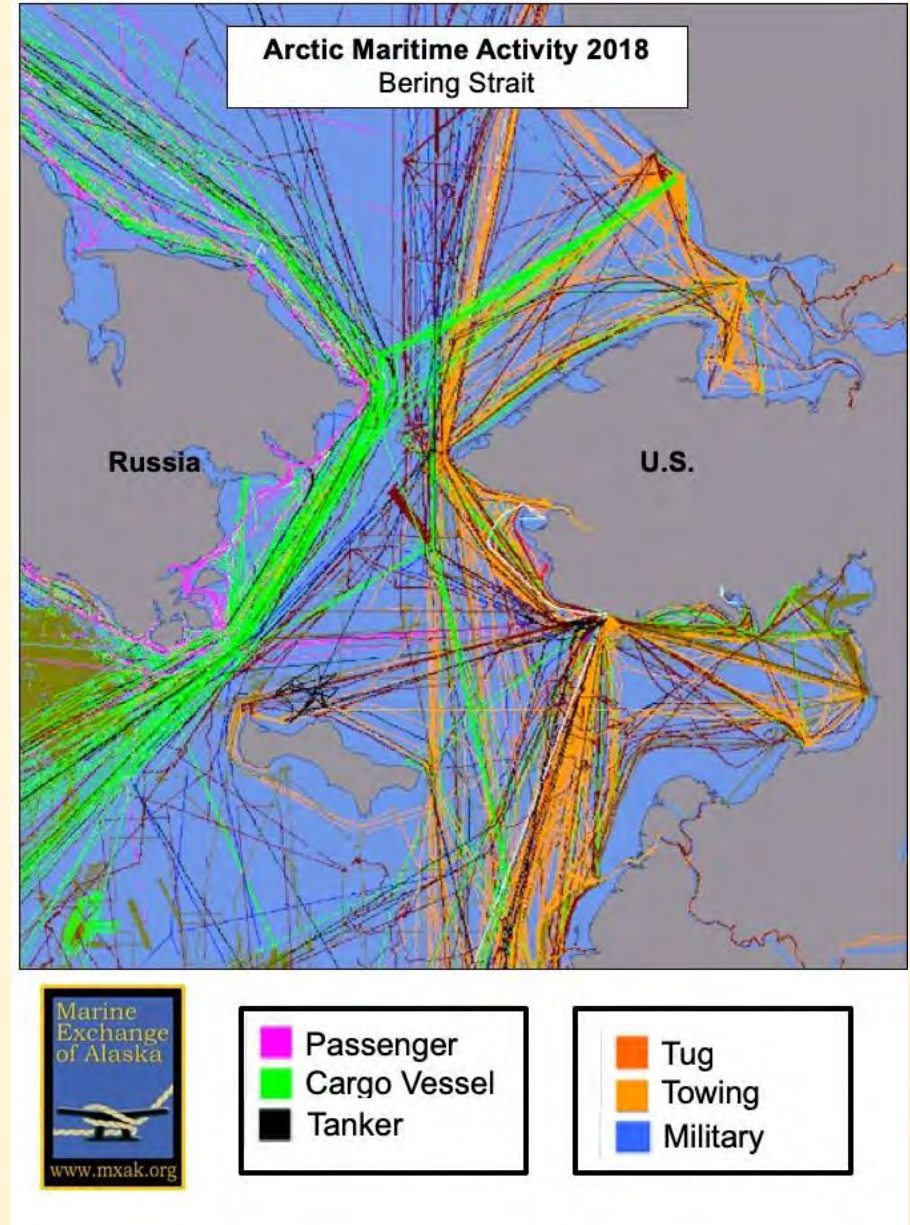 Arctic Maritime Activity 2018
Bering Strait
Russia
U.S.
Marine
Exchange
of Alaska
www.mxak.org
Passenger
Cargo Vessel
Tanker
Tug
Towing
Military